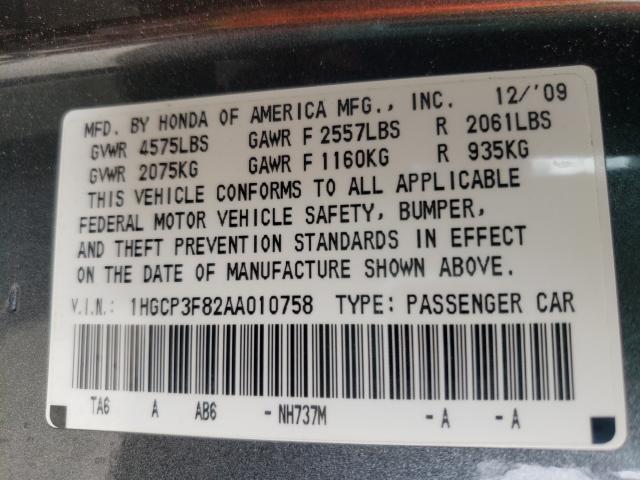 MFD. BY HONDA OF AMERICA MFG., INC. 12/'09
GVWR 4575LBS GAWR F 2557LBS R 2061LBS
GVWR 2075KG GAWR F 1160KG R 935KG
THIS VEHICLE CONFORMS TO ALL APPLICABLE
FEDERAL MOTOR VEHICLE SAFETY, BUMPER,
AND THEFT PREVENTION STANDARDS IN EFFECT
ON THE DATE OF MANUFACTURE SHOWN ABOVE.
V.I.N.: 1HGCP3F82AA010758 TYPE: PASSENGER CAR
TA6 A AB6 - NH737M - A - A